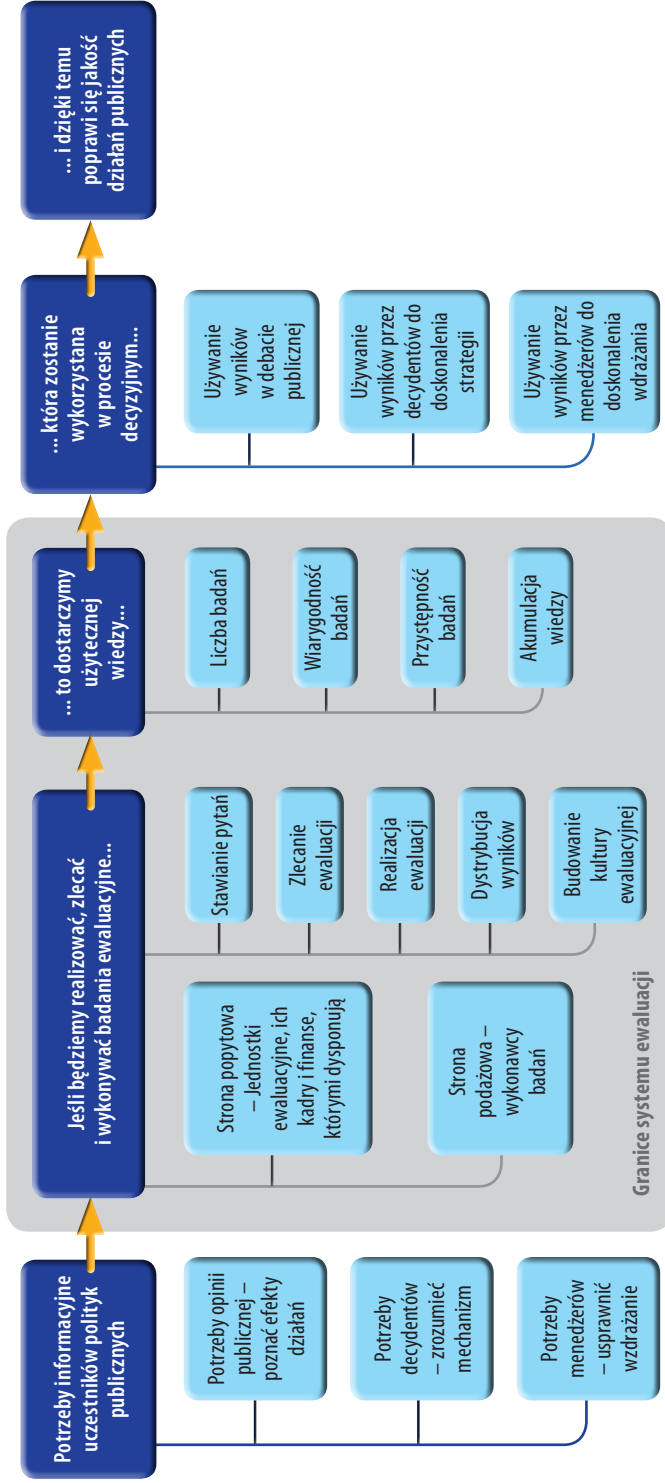 Potrzeby informacyjne
uczestników polityk
publicznych
Potrzeby opinii
publicznej –
poznać efekty
działań
Potrzeby
decydentów
– zrozumieć
mechanizm
Potrzeby
menedżerów
– usprawnić
wzdrażanie
Jeśli będziemy realizować, zlecać
i wykonywać badania ewaluacyjne...
Strona popytowa
– Jednostki
ewaluacyjne, ich
kadry i finanse,
którymi dysponują
Strona
podażowa –
wykonawcy
badań
Stawianie pytań
Zlecanie
ewaluacji
Realizacja
ewaluacji
Dystrybucja
wyników
Budowanie
kultury
ewaluacyjnej
... to dostarczymy
użytecznej
wiedzy...
Liczba badań
Wiarygodność
badań
Przystępność
badań
Akumulacja
wiedzy
Granice systemu ewaluacji
... która zostanie
wykorzystana
w procesie
decyzyjnym...
Używanie
wyników
w debacie
publicznej
Używanie
wyników przez
decydentów do
doskonalenia
strategii
Używanie
wyników przez
menedżerów do
doskonalenia
wdrażania
... i dzięki temu
poprawi się jakość
działań publicznych